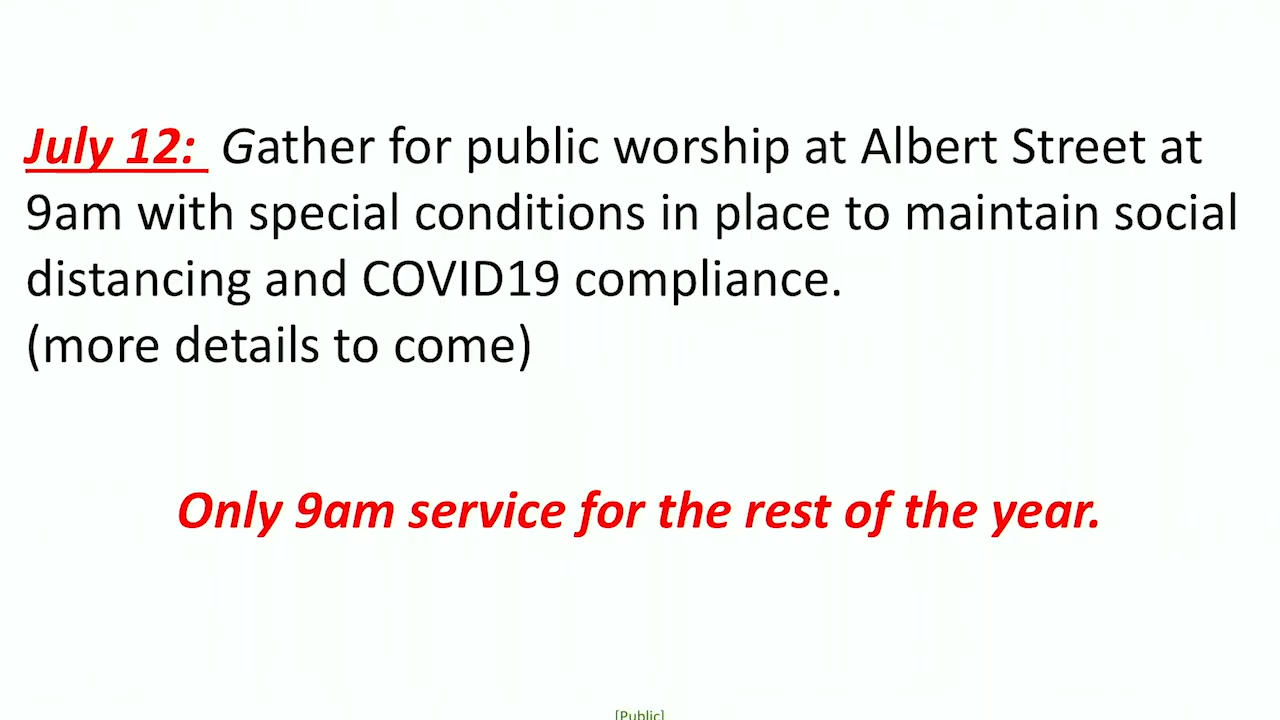 July 12: Gather for public worship at Albert Street at
9am with special conditions in place to maintain social
distancing and COVID19 compliance.
(more details to come)
Only 9am service for the rest of the year.
[Public]